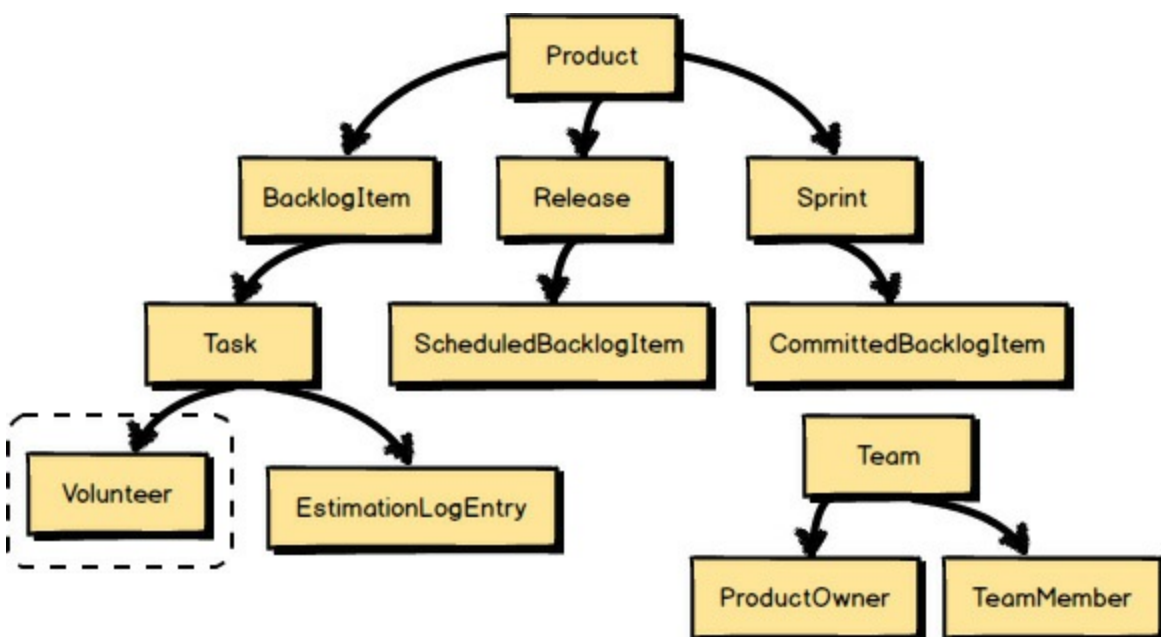 Product
BacklogItem
Release
Sprint
Task
ScheduledBacklogItem
CommittedBacklogItem
Volunteer
EstimationLogEntry
Team
ProductOwner
TeamMember